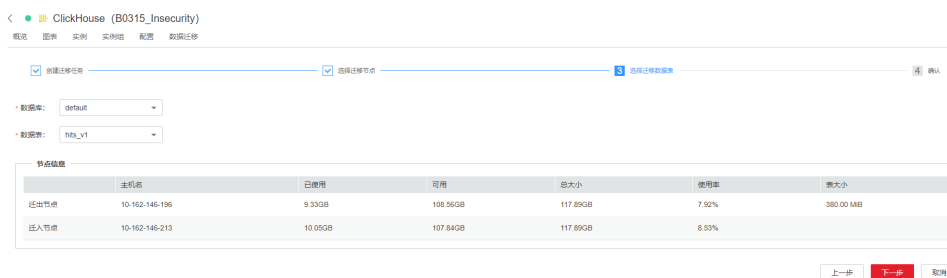 ClickHouse (B0315_Insecurity)
概览 图表 实例 实例组 配置 数据迁移
创建迁移任务 选择迁移节点 3 选择迁移数据表 4 确认
* 数据库: default
* 数据表: hits_v1
节点信息
主机名 已使用 可用 总大小 使用率 表大小
迁出节点 10-162-146-196 9.33GB 108.56GB 117.89GB 7.92% 380.00 MiB
迁入节点 10-162-146-213 10.05GB 107.84GB 117.89GB 8.53%
上一步 下一步 取消